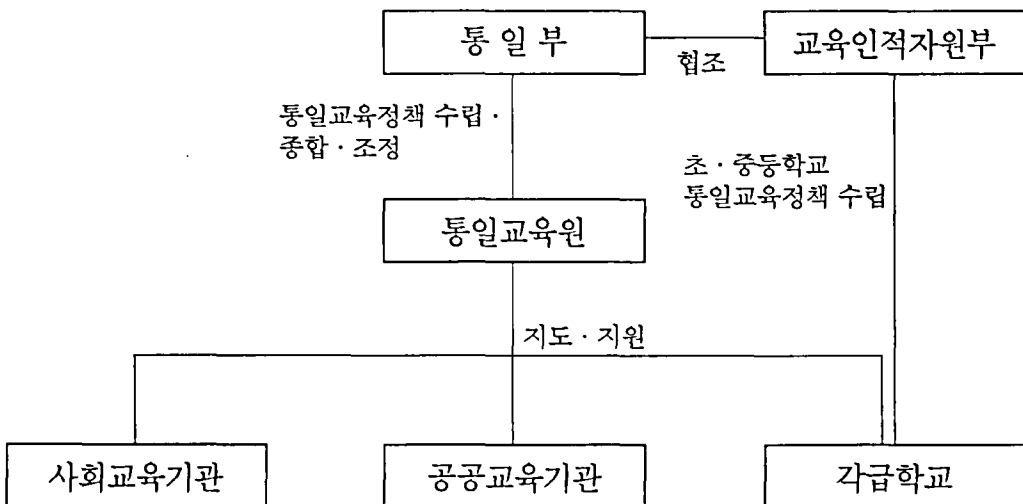 통 일 부
교육인적자원부
협조
통일교육정책 수립 ·
종합 · 조정
초 · 중등학교
통일교육정책 수립
통일교육원
지도 · 지원
사회교육기관
공공교육기관
각급학교